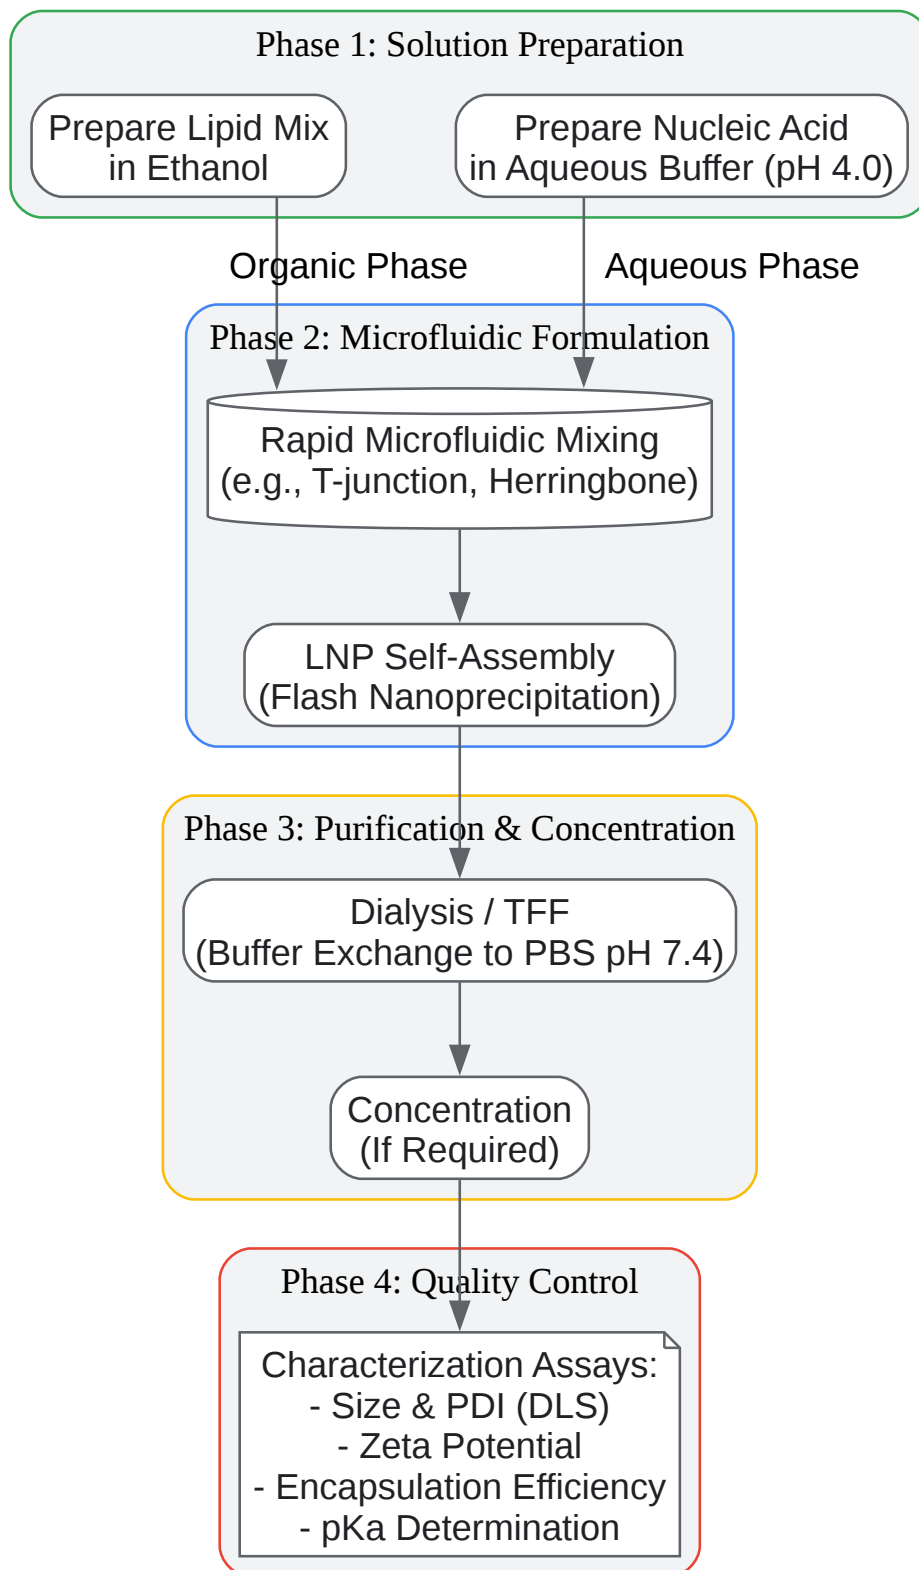 Phase 1: Solution Preparation
Prepare Lipid Mix
in Ethanol
Prepare Nucleic Acid
in Aqueous Buffer (pH 4.0)
Organic Phase
Aqueous Phase
Phase 2: Microfluidic Formulation
Rapid Microfluidic Mixing
(e.g., T-junction, Herringbone)
LNP Self-Assembly
(Flash Nanoprecipitation)
Phase 3: Purification & Concentration
Dialysis / TFF
(Buffer Exchange to PBS pH 7.4)
Concentration
(If Required)
Phase 4: Quality Control
Characterization Assays:
- Size & PDI (DLS)
- Zeta Potential
- Encapsulation Efficiency
- pKa Determination